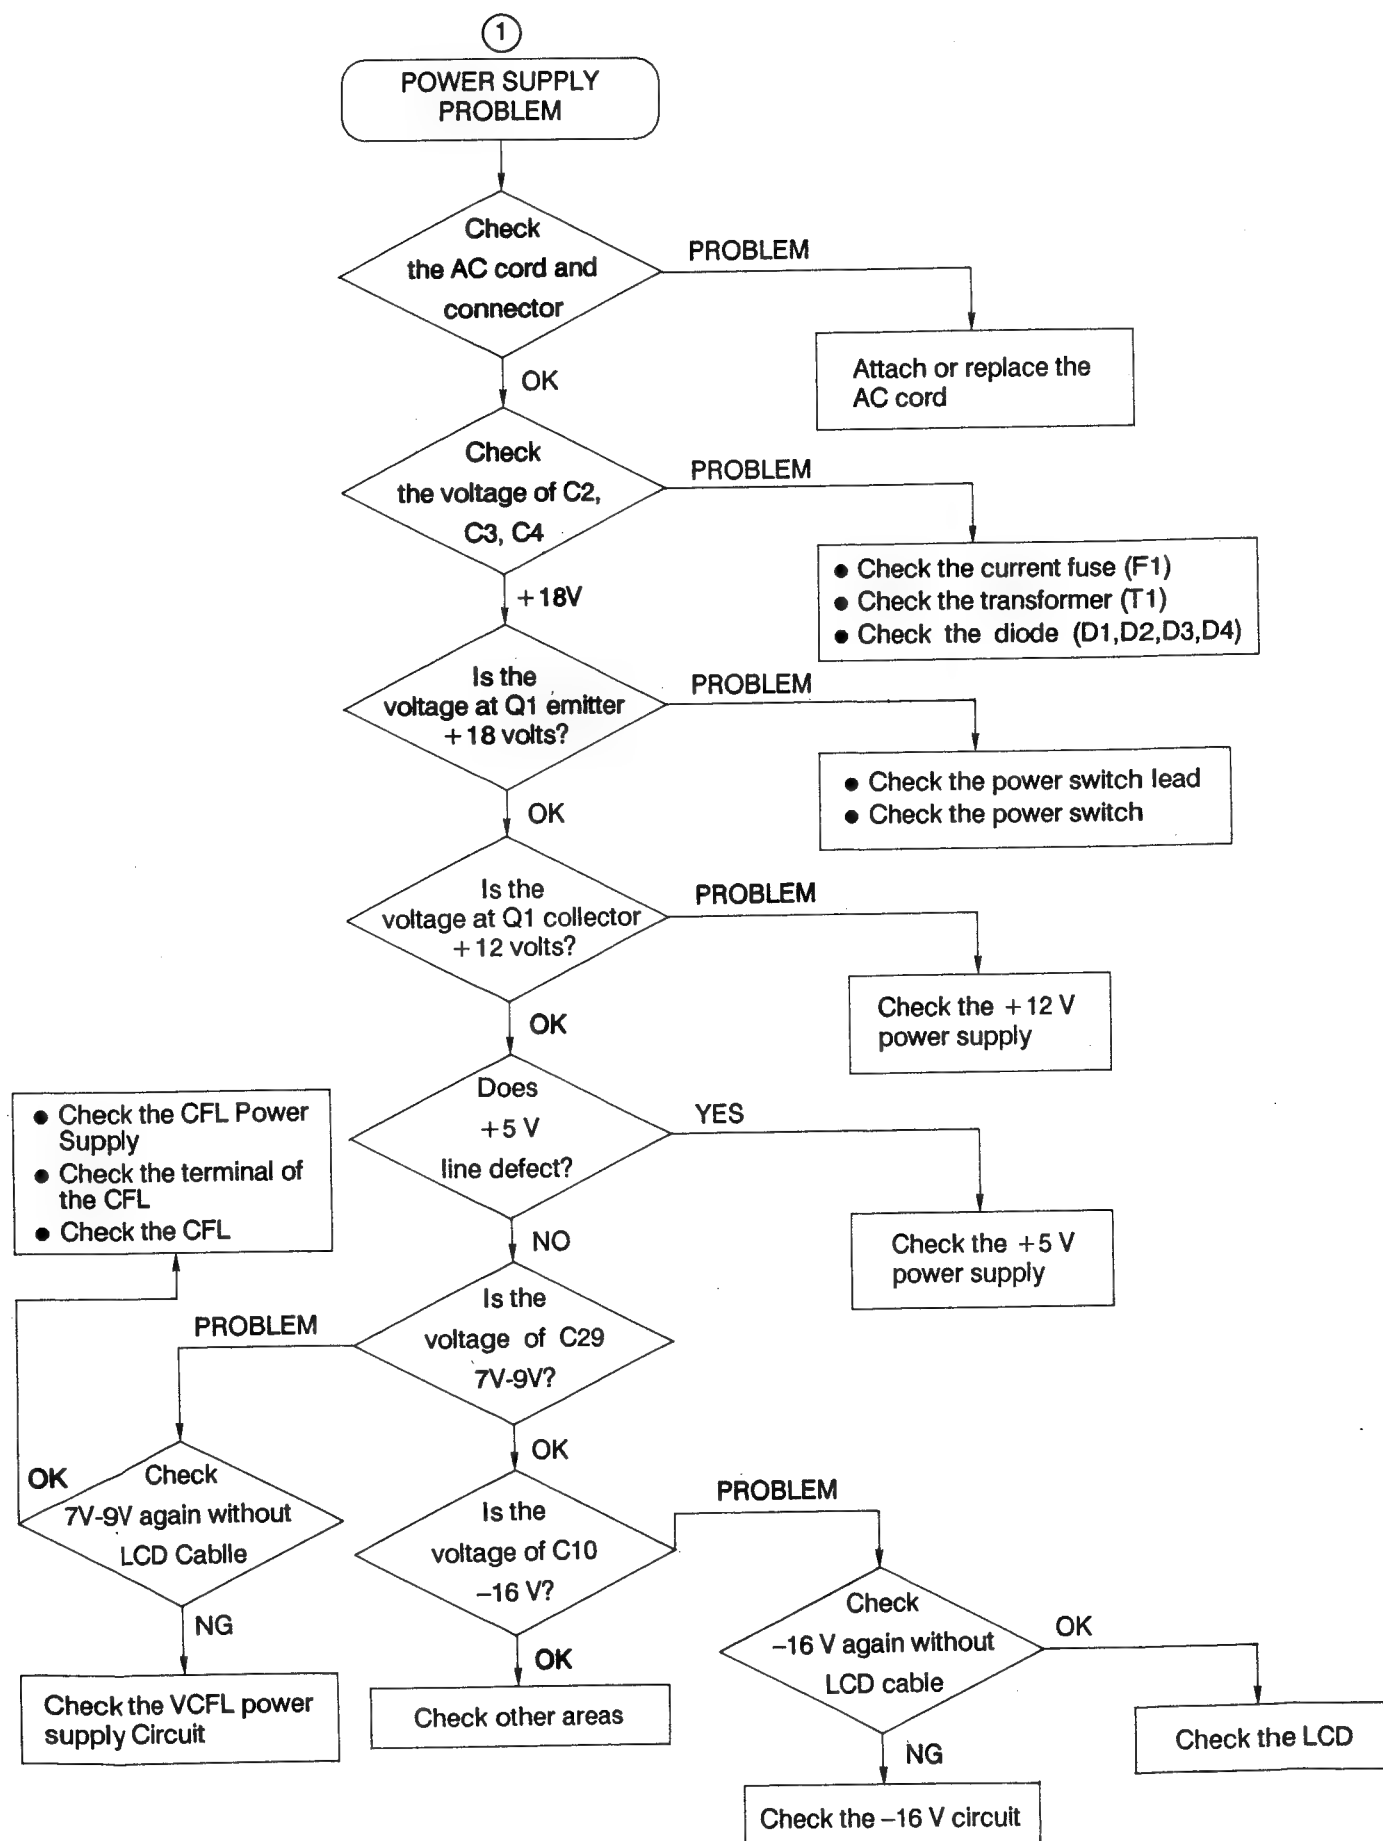 1
POWER SUPPLY
PROBLEM
Check
the AC cord and
connector
PROBLEM
Attach or replace the
AC cord
OK
Check
the voltage of C2,
C3, C4
PROBLEM
● Check the current fuse (F1)
● Check the transformer (T1)
● Check the diode (D1,D2,D3,D4)
+18V
Is the
voltage at Q1 emitter
+18 volts?
PROBLEM
● Check the power switch lead
● Check the power switch
OK
Is the
voltage at Q1 collector
+12 volts?
PROBLEM
Check the +12 V
power supply
OK
Does
+5 V
line defect?
YES
Check the +5 V
power supply
● Check the CFL Power
Supply
● Check the terminal of
the CFL
● Check the CFL
NO
Is the
voltage of C29
7V-9V?
PROBLEM
OK
Check
7V-9V again without
LCD Cablle
OK
NG
Check the VCFL power
supply Circuit
Is the
voltage of C10
–16 V?
PROBLEM
OK
Check other areas
Check
–16 V again without
LCD cable
OK
Check the LCD
NG
Check the –16 V circuit